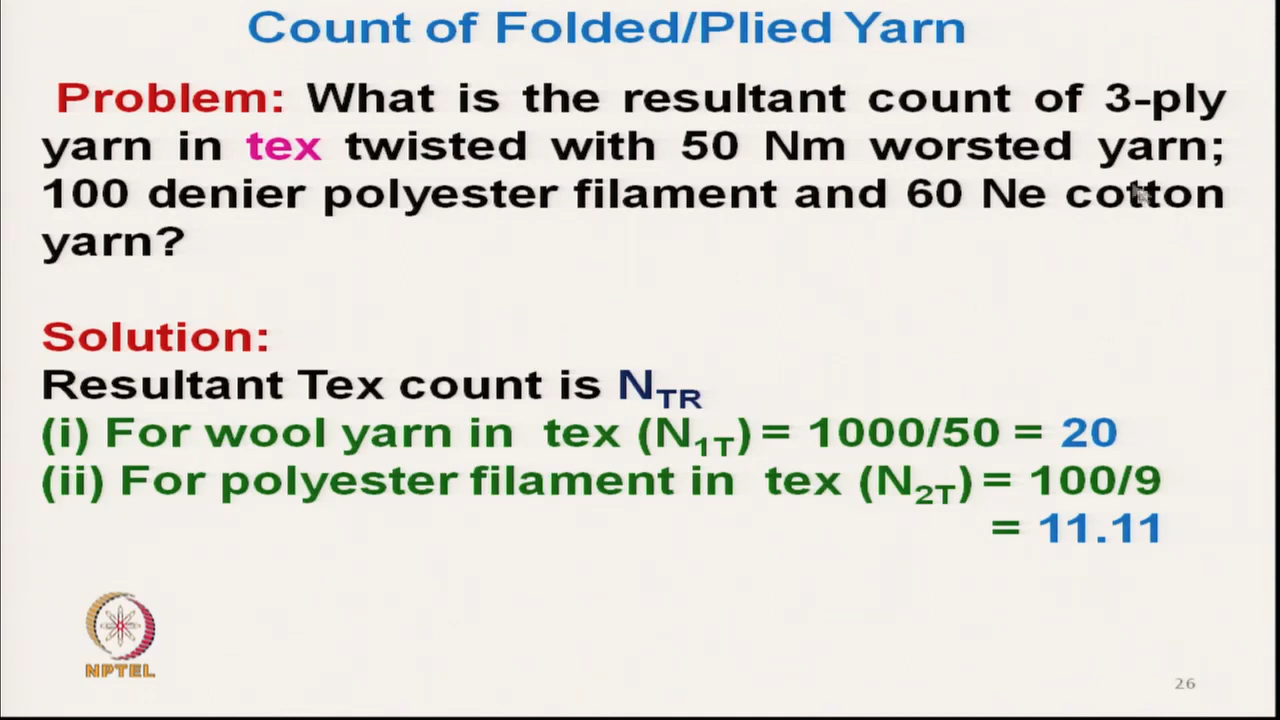 Count of Folded/Plied Yarn
Problem: What is the resultant count of 3-ply
yarn in tex twisted with 50 Nm worsted yarn;
100 denier polyester filament and 60 Ne cotton
yarn?
Solution:
Resultant Tex count is N_TR
(i) For wool yarn in tex (N_1T) = 1000/50 = 20
(ii) For polyester filament in tex (N_2T) = 100/9
= 11.11
NPTEL
26